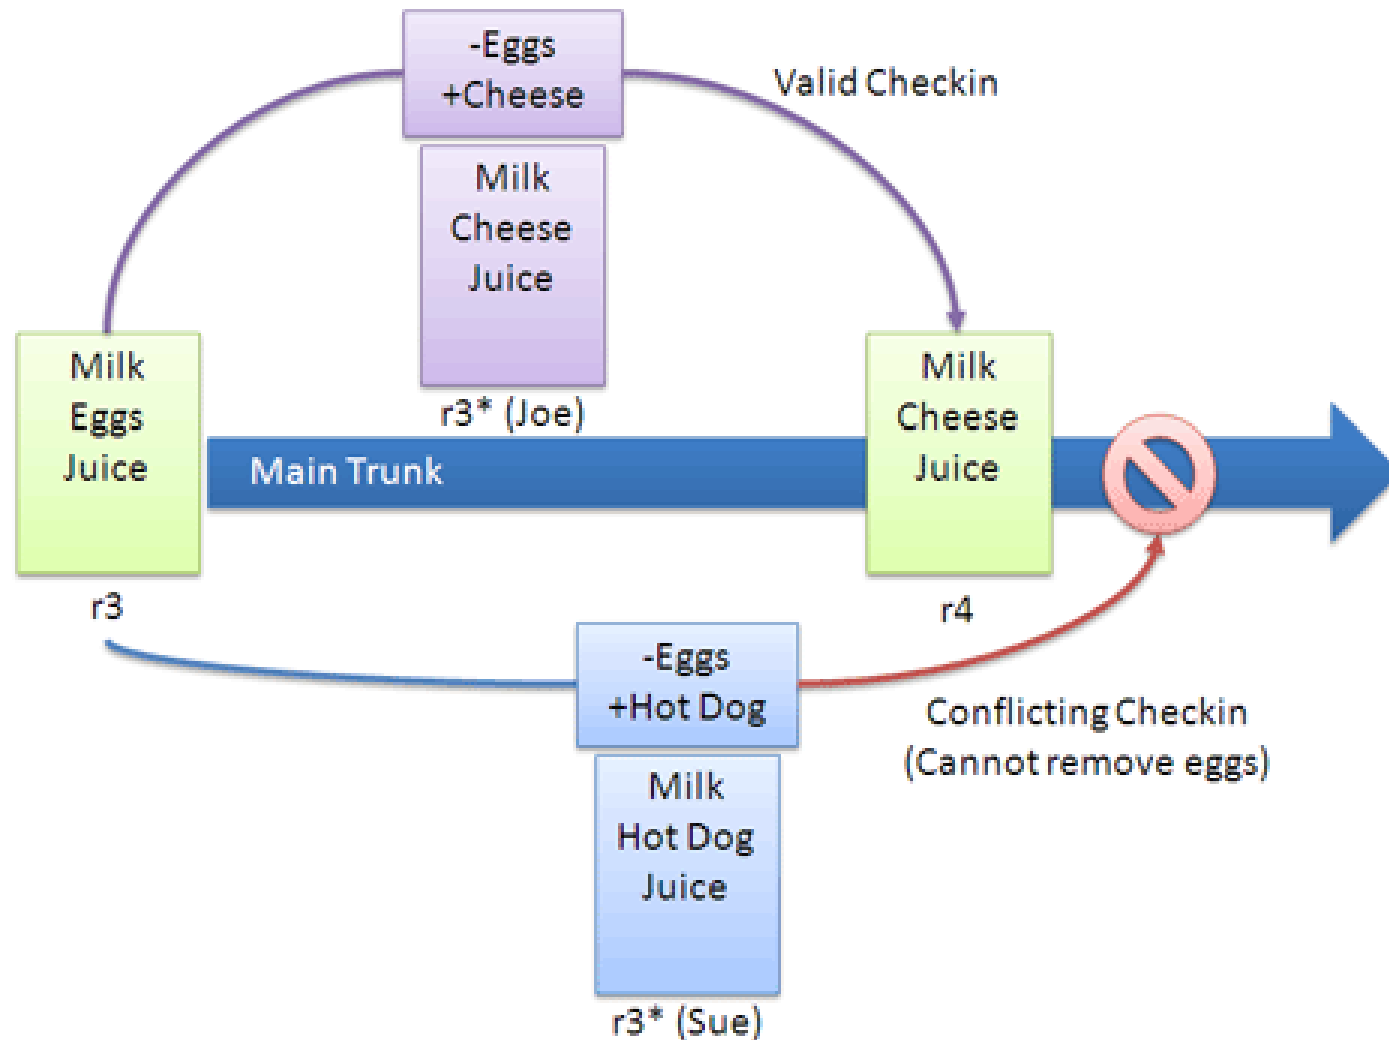 -Eggs
+Cheese
Valid Checkin
Milk
Cheese
Juice
r3* (Joe)
Milk
Eggs
Juice
r3
Main Trunk
Milk
Cheese
Juice
r4
-Eggs
+Hot Dog
Conflicting Checkin
(Cannot remove eggs)
Milk
Hot Dog
Juice
r3* (Sue)